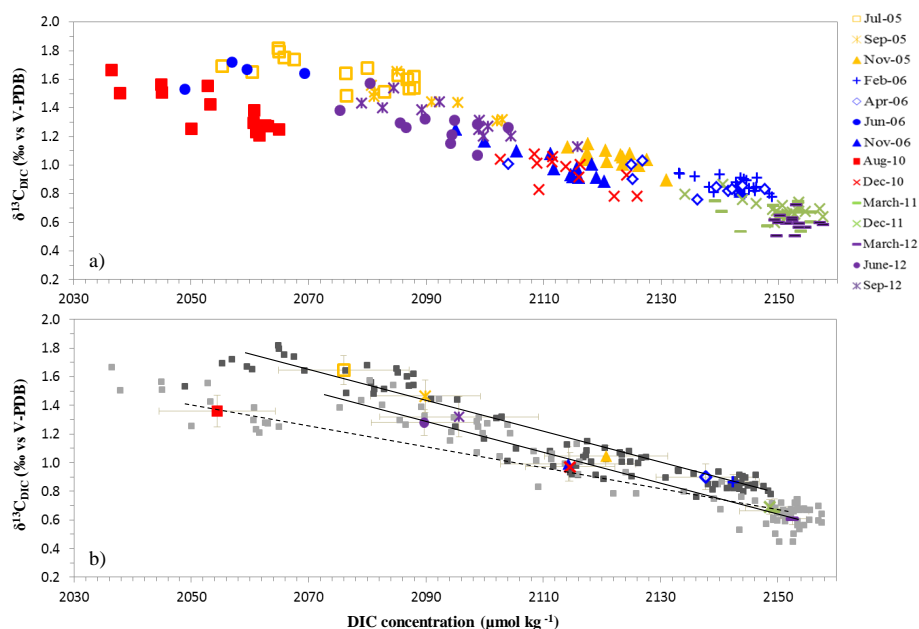 2.0
1.8
1.6
1.4
1.2
1.0
0.8
0.6
0.4
0.2
δ¹³C_DIC (‰ vs V-PDB)
a)
2030 2050 2070 2090 2110 2130 2150
Jul-05
Sep-05
Nov-05
Feb-06
Apr-06
Jun-06
Nov-06
Aug-10
Dec-10
March-11
Dec-11
March-12
June-12
Sep-12
2.0
1.8
1.6
1.4
1.2
1.0
0.8
0.6
0.4
0.2
δ¹³C_DIC (‰ vs V-PDB)
b)
2030 2050 2070 2090 2110 2130 2150
DIC concentration (µmol kg⁻¹)